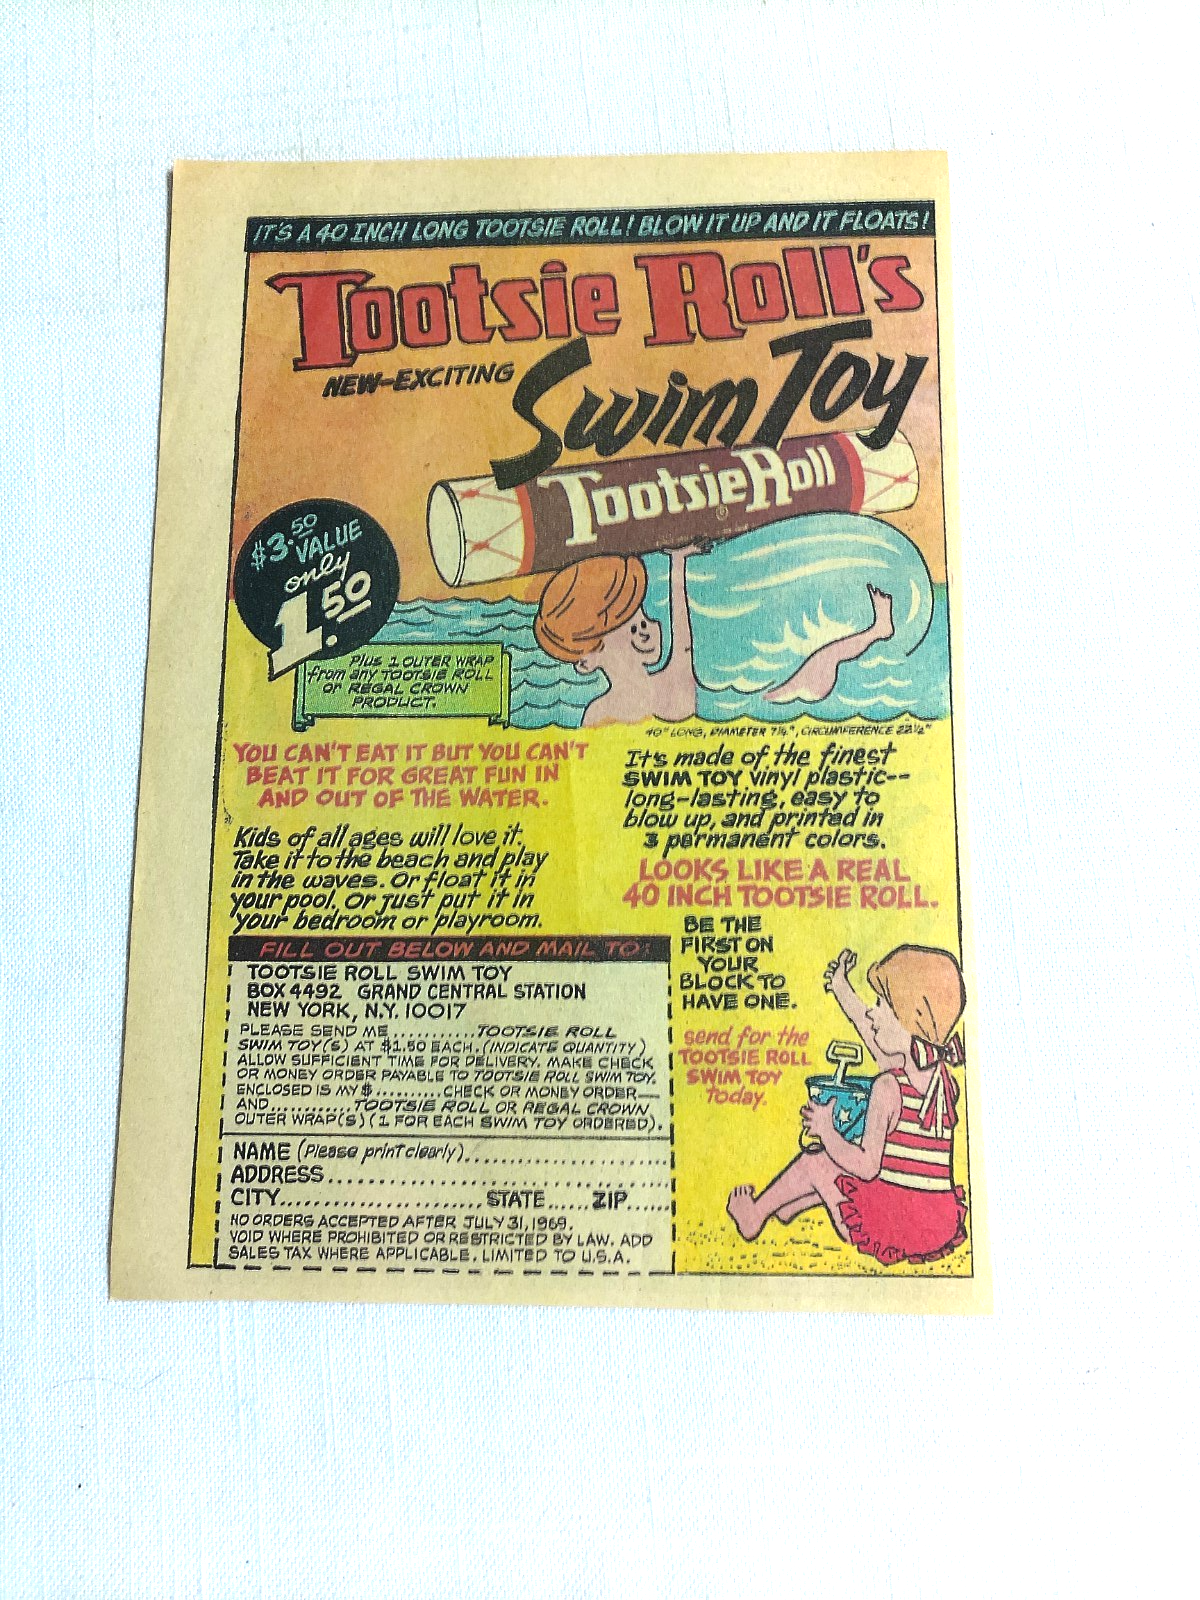 IT'S A 40 INCH LONG TOOTSIE ROLL! BLOW IT UP AND IT FLOATS!
Tootsie Roll's
NEW-EXCITING Swim Toy
Tootsie Roll
®
$3.50
VALUE
only
1.50
Plus 1 OUTER WRAP
from any TOOTSIE ROLL
or REGAL CROWN
PRODUCT.
40" LONG, DIAMETER 7¼", CIRCUMFERENCE 22½"
YOU CAN'T EAT IT BUT YOU CAN'T
BEAT IT FOR GREAT FUN IN
AND OUT OF THE WATER.
Kids of all ages will love it.
Take it to the beach and play
in the waves. Or float it in
your pool. Or just put it in
your bedroom or playroom.
It's made of the finest
SWIM TOY vinyl plastic--
long-lasting, easy to
blow up, and printed in
3 permanent colors.
LOOKS LIKE A REAL
40 INCH TOOTSIE ROLL.
BE THE
FIRST ON
YOUR
BLOCK TO
HAVE ONE.
send for the
TOOTSIE ROLL
SWIM TOY
today.
FILL OUT BELOW AND MAIL TO:
TOOTSIE ROLL SWIM TOY
BOX 4492 GRAND CENTRAL STATION
NEW YORK, N.Y. 10017
PLEASE SEND ME...........TOOTSIE ROLL
SWIM TOY(S) AT $1.50 EACH. (INDICATE QUANTITY)
ALLOW SUFFICIENT TIME FOR DELIVERY. MAKE CHECK
OR MONEY ORDER PAYABLE TO TOOTSIE ROLL SWIM TOY.
ENCLOSED IS MY $..........CHECK OR MONEY ORDER—
AND............TOOTSIE ROLL OR REGAL CROWN
OUTER WRAP(S) (1 FOR EACH SWIM TOY ORDERED).
NAME (Please print clearly)..............................
ADDRESS..............................................
CITY..........................STATE......ZIP......
NO ORDERS ACCEPTED AFTER JULY 31, 1969.
VOID WHERE PROHIBITED OR RESTRICTED BY LAW. ADD
SALES TAX WHERE APPLICABLE. LIMITED TO U.S.A.